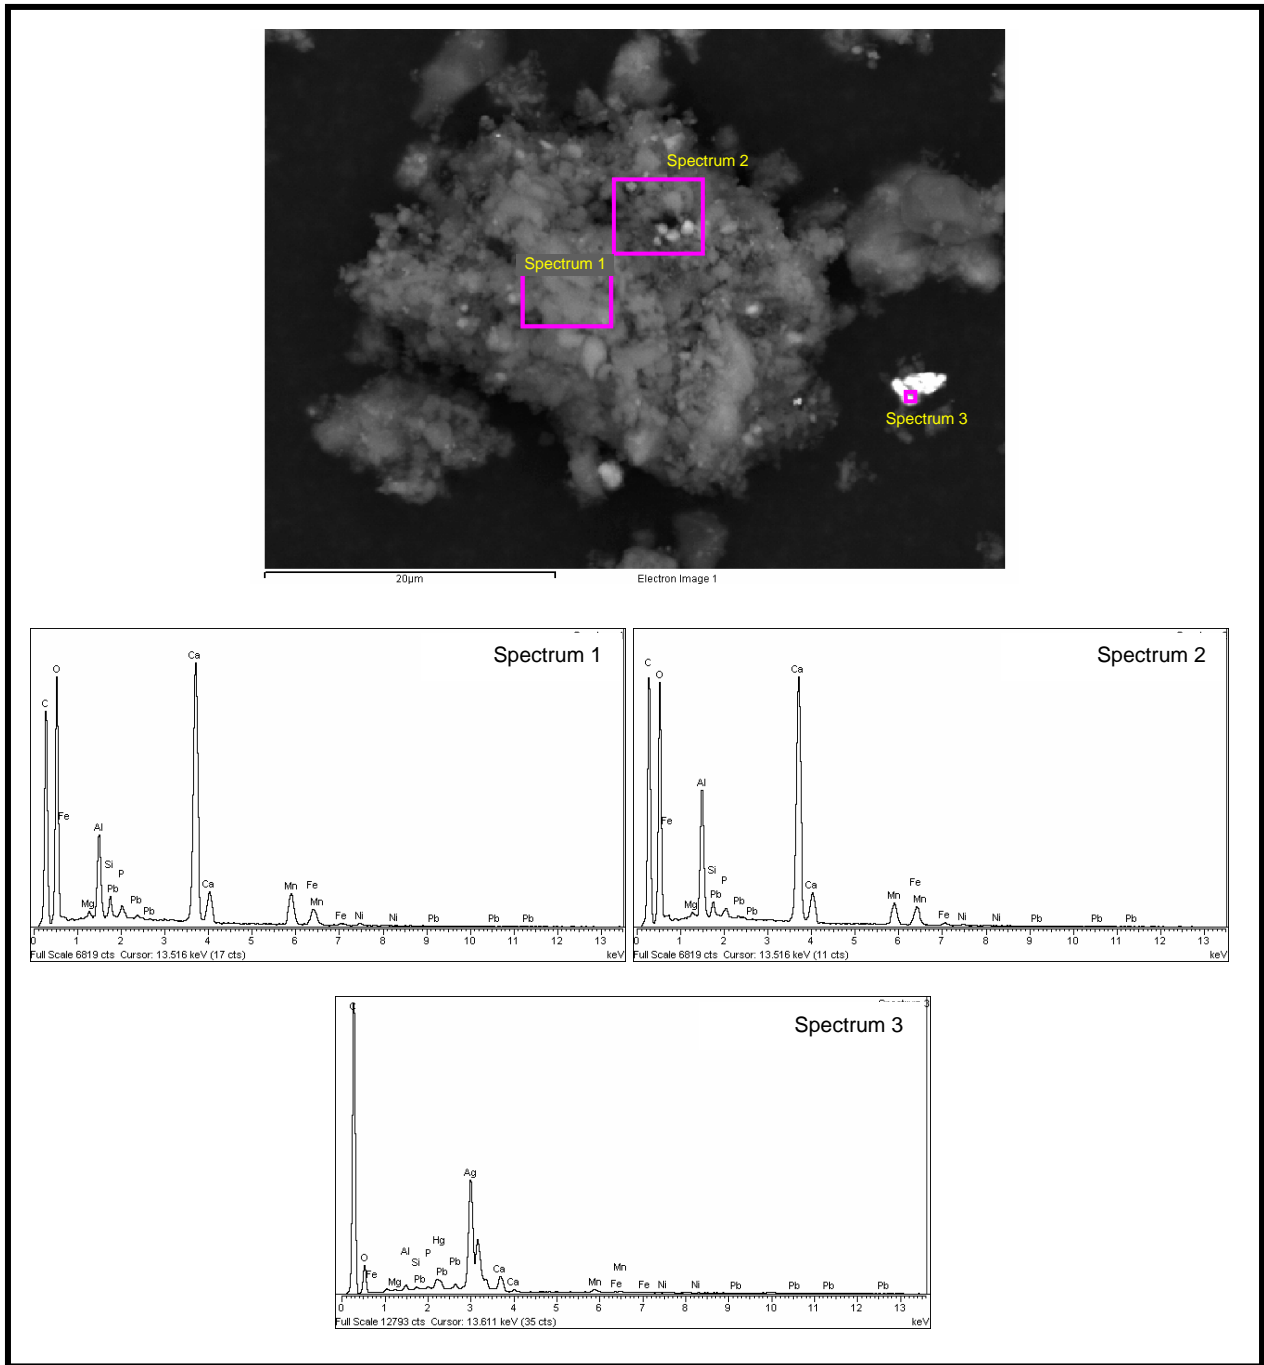 Spectrum 2
Spectrum 1
Spectrum 3
20µm Electron Image 1
Spectrum 1
Ca
O
C
Fe
Al
Si
P
Pb
Mg
Pb
Pb
Ca
Mn
Fe
Mn
Fe
Ni
Ni
Pb
Pb
Pb
0 1 2 3 4 5 6 7 8 9 10 11 12 13
Full Scale 6819 cts Cursor: 13.516 keV (17 cts) keV
Spectrum 2
C
O
Ca
Al
Fe
Si
P
Pb
Mg
Pb
Pb
Ca
Mn
Fe
Mn
Fe
Ni
Ni
Pb
Pb
Pb
1 2 3 4 5 6 7 8 9 10 11 12 13
Full Scale 6819 cts Cursor: 13.516 keV (11 cts) keV
Spectrum 3
C
Ag
O
Fe
Mg
Al
Si
P
Pb
Hg
Pb
Pb
Ca
Ca
Mn
Mn
Fe
Fe
Ni
Ni
Pb
Pb
Pb
Pb
0 1 2 3 4 5 6 7 8 9 10 11 12 13
Full Scale 12793 cts Cursor: 13.611 keV (35 cts) keV